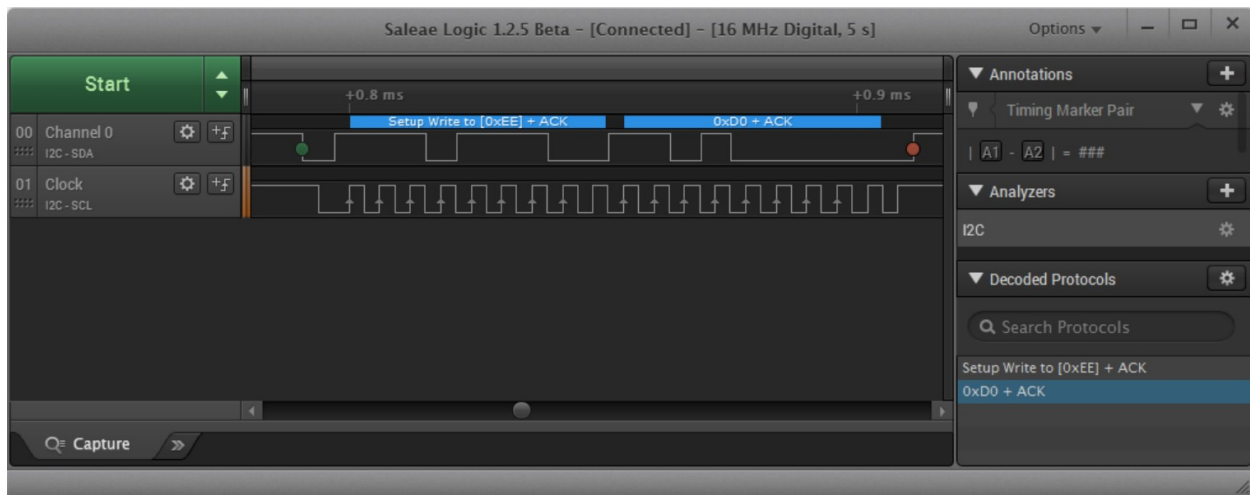 Saleae Logic 1.2.5 Beta - [Connected] - [16 MHz Digital, 5 s]
Options
Start
+0.8 ms
+0.9 ms
Setup Write to [0xEE] + ACK
0xD0 + ACK
00 Channel 0
I2C - SDA
01 Clock
I2C - SCL
Annotations
Timing Marker Pair
| A1 - A2 | = ###
Analyzers
I2C
Decoded Protocols
Search Protocols
Setup Write to [0xEE] + ACK
0xD0 + ACK
Capture